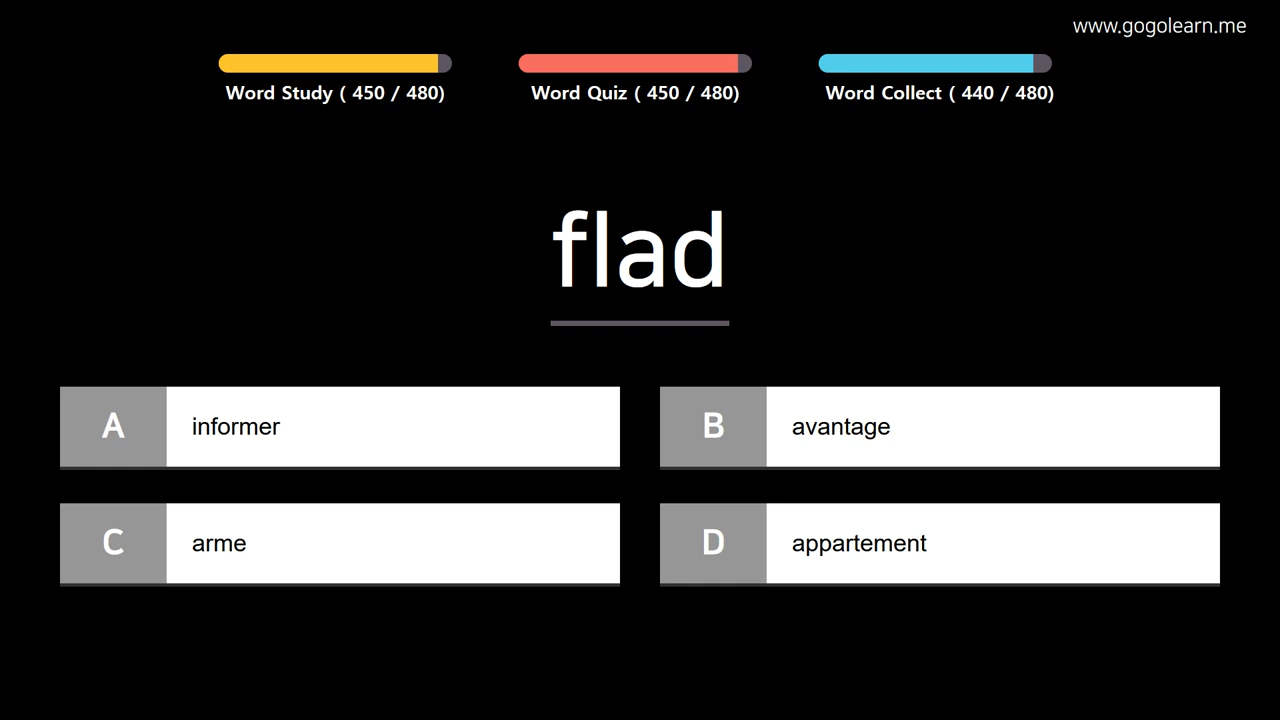 www.gogolearn.me
Word Study ( 450 / 480)
Word Quiz ( 450 / 480)
Word Collect ( 440 / 480)
flad
A informer
B avantage
C arme
D appartement